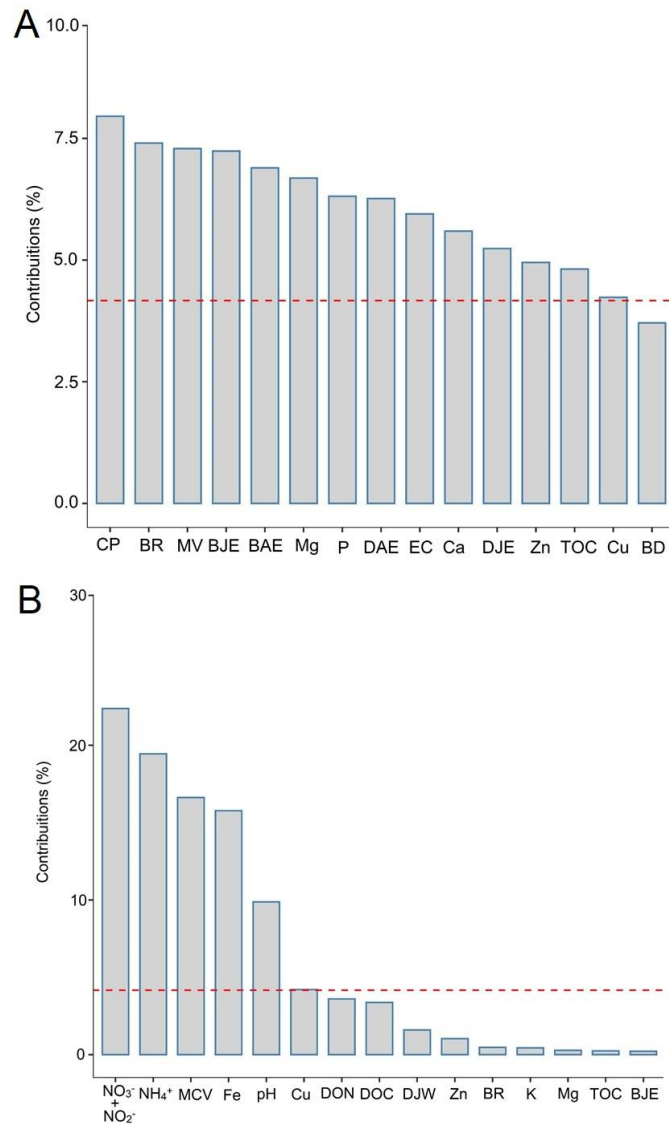 A
10.0
7.5
5.0
2.5
0.0
Contribuitions (%)
CP BR MV BJE BAE Mg P DAE EC Ca DJE Zn TOC Cu BD
B
30
20
10
0
Contribuitions (%)
NO₃⁻ + NO₂⁻ NH₄⁺ MCV Fe pH Cu DON DOC DJW Zn BR K Mg TOC BJE